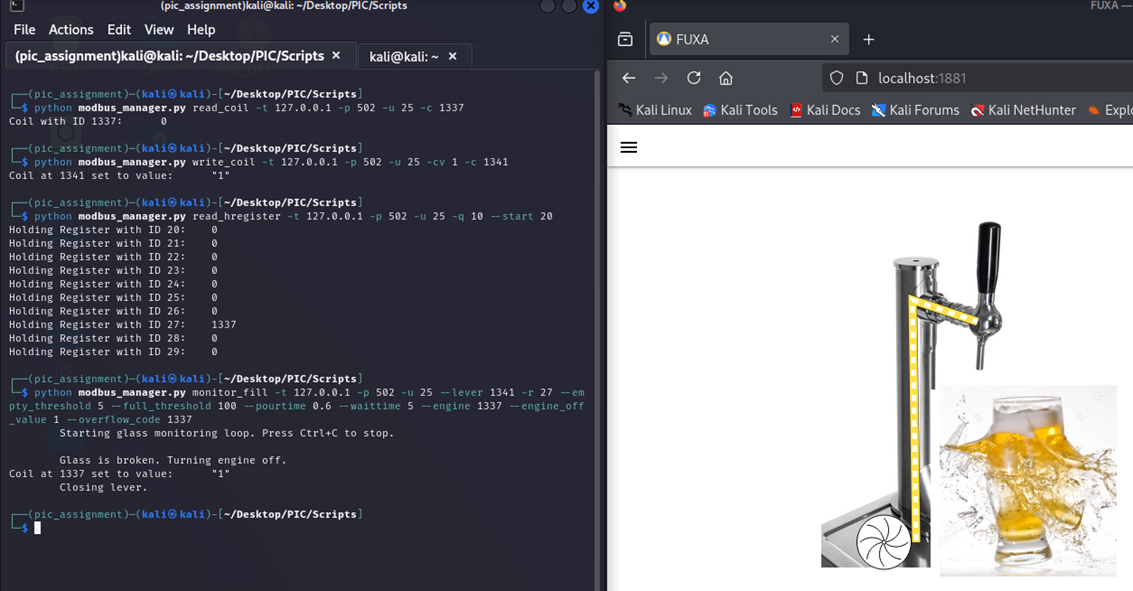 (pic_assignment)kali@kali: ~/Desktop/PIC/Scripts
File Actions Edit View Help
(pic_assignment)kali@kali: ~/Desktop/PIC/Scripts ×
kali@kali: ~ ×
┌──(pic_assignment)─(kali㉿kali)-[~/Desktop/PIC/Scripts]
└─$ python modbus_manager.py read_coil -t 127.0.0.1 -p 502 -u 25 -c 1337
Coil with ID 1337: 0
┌──(pic_assignment)─(kali㉿kali)-[~/Desktop/PIC/Scripts]
└─$ python modbus_manager.py write_coil -t 127.0.0.1 -p 502 -u 25 -cv 1 -c 1341
Coil at 1341 set to value: "1"
┌──(pic_assignment)─(kali㉿kali)-[~/Desktop/PIC/Scripts]
└─$ python modbus_manager.py read_hregister -t 127.0.0.1 -p 502 -u 25 -q 10 --start 20
Holding Register with ID 20: 0
Holding Register with ID 21: 0
Holding Register with ID 22: 0
Holding Register with ID 23: 0
Holding Register with ID 24: 0
Holding Register with ID 25: 0
Holding Register with ID 26: 0
Holding Register with ID 27: 1337
Holding Register with ID 28: 0
Holding Register with ID 29: 0
┌──(pic_assignment)─(kali㉿kali)-[~/Desktop/PIC/Scripts]
└─$ python modbus_manager.py monitor_fill -t 127.0.0.1 -p 502 -u 25 --lever 1341 -r 27 --em
pty_threshold 5 --full_threshold 100 --pourtime 0.6 --waittime 5 --engine 1337 --engine_off
_value 1 --overflow_code 1337
Starting glass monitoring loop. Press Ctrl+C to stop.
Glass is broken. Turning engine off.
Coil at 1337 set to value: "1"
Closing lever.
┌──(pic_assignment)─(kali㉿kali)-[~/Desktop/PIC/Scripts]
└─$
FUXA —
FUXA ×
localhost:1881
Kali Linux Kali Tools Kali Docs Kali Forums Kali NetHunter Explo